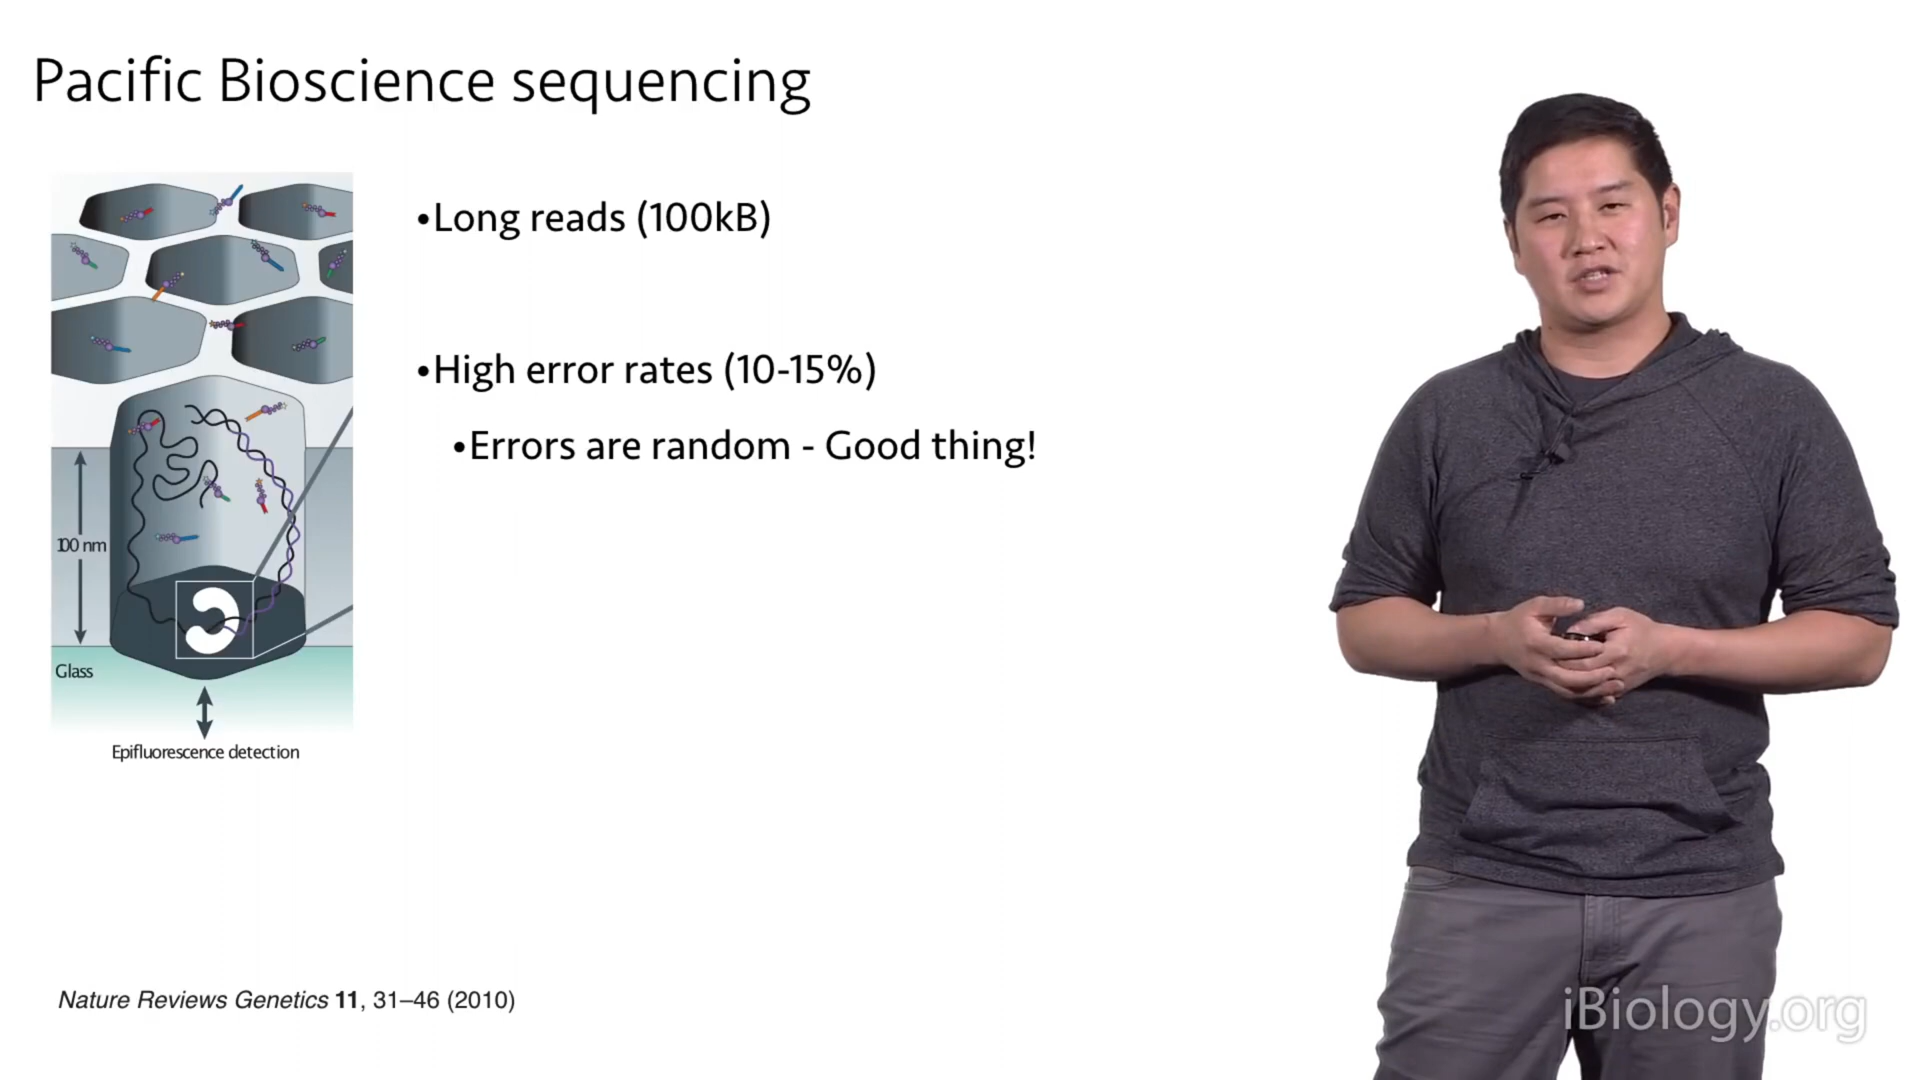 Pacific Bioscience sequencing
•Long reads (100kB)
•High error rates (10-15%)
•Errors are random - Good thing!
100 nm
Glass
Epifluorescence detection
Nature Reviews Genetics 11, 31–46 (2010)
iBiology.org